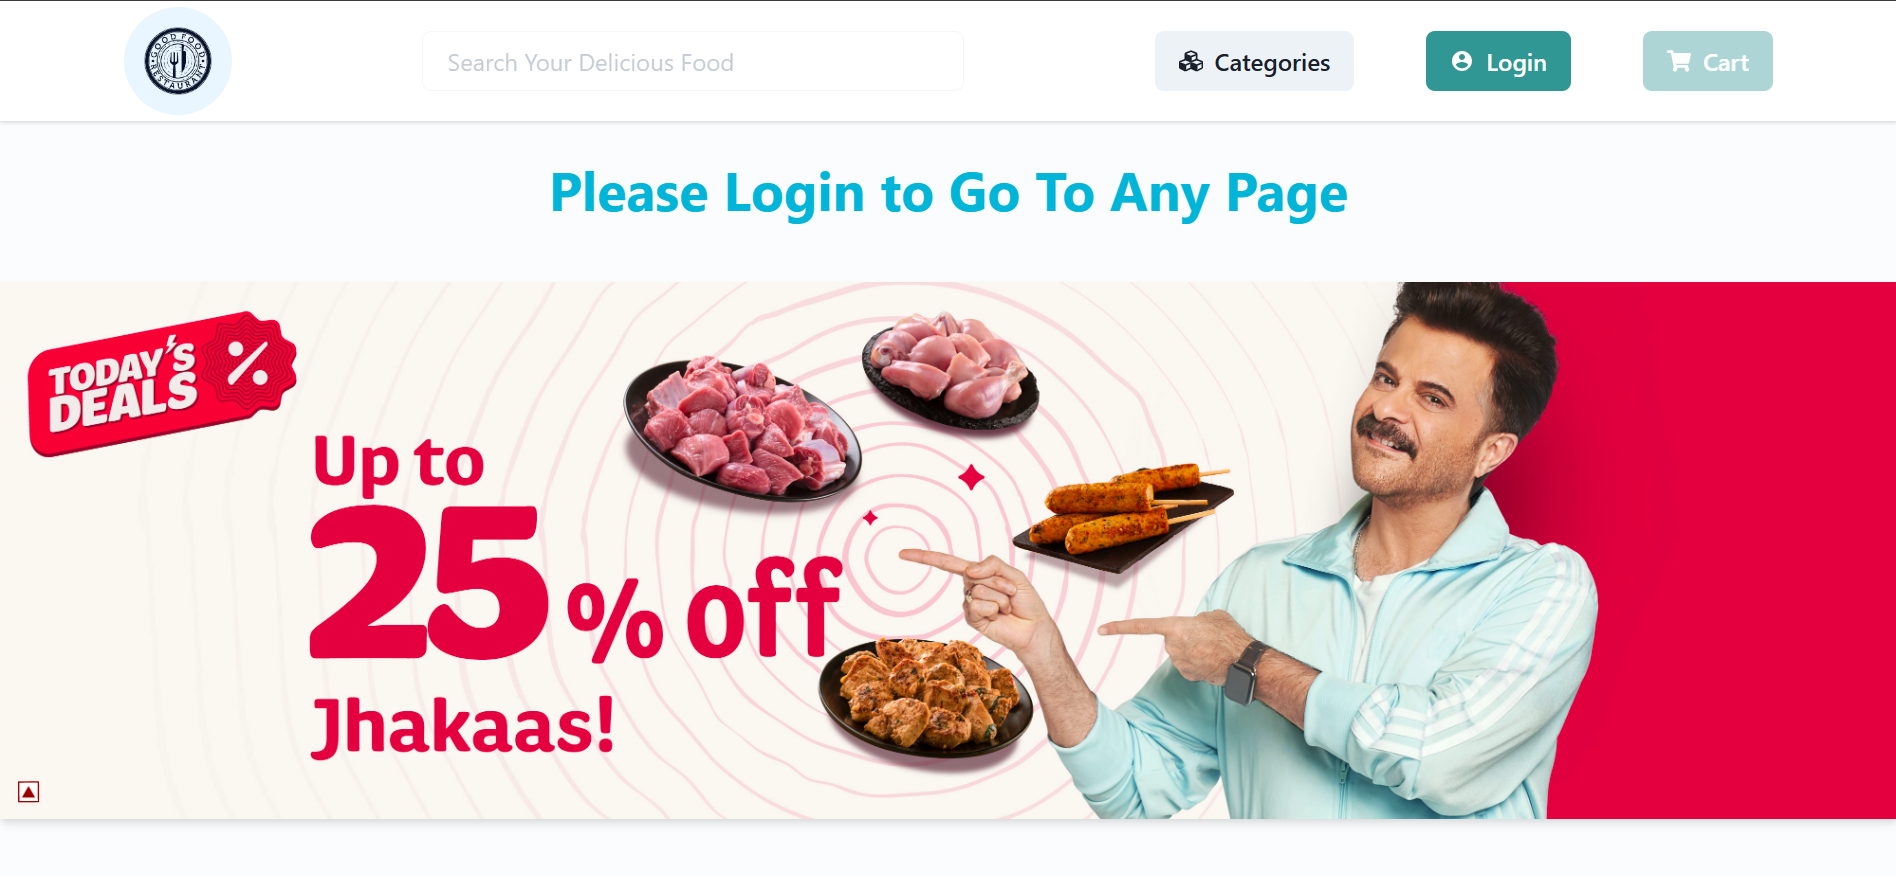 GOOD FOOD
RESTAURANT
Search Your Delicious Food
Categories
Login
Cart
Please Login to Go To Any Page
TODAY'S
DEALS
%
Up to
25% off
Jhakaas!